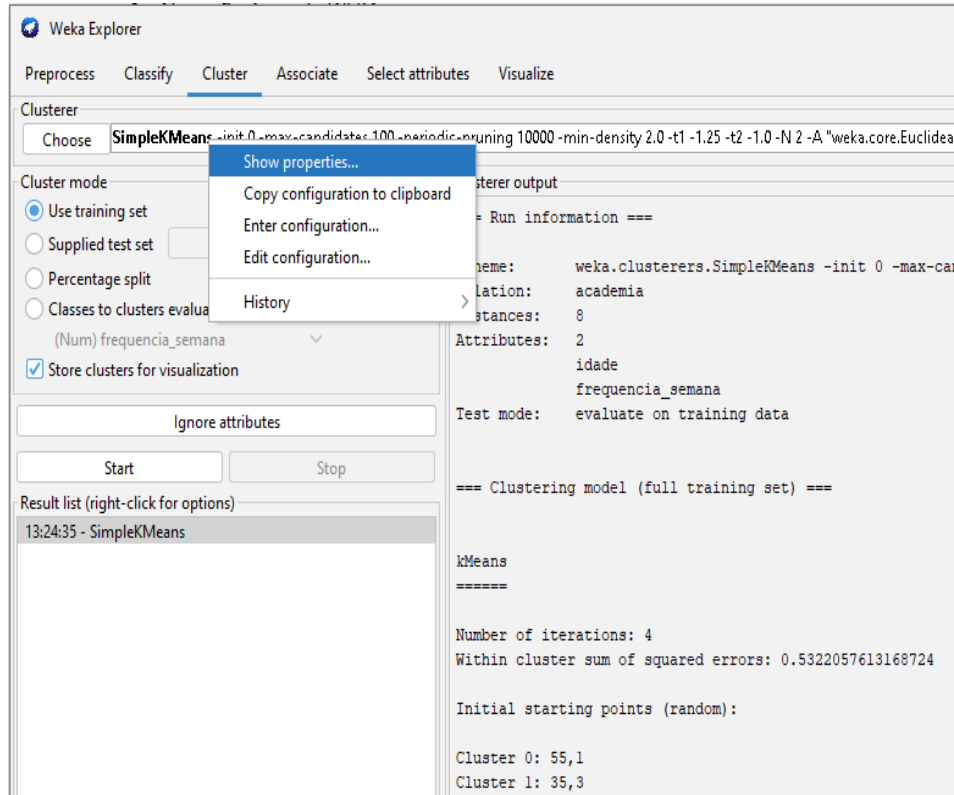 Weka Explorer
Preprocess Classify Cluster Associate Select attributes Visualize
Clusterer
Choose SimpleKMeans -init 0 -max-candidates 100 -periodic-pruning 10000 -min-density 2.0 -t1 -1.25 -t2 -1.0 -N 2 -A "weka.core.Euclidea
Show properties...
Copy configuration to clipboard
Enter configuration...
Edit configuration...
History
Cluster mode
Use training set
Supplied test set
Percentage split
Classes to clusters evalua
(Num) frequencia_semana
Store clusters for visualization
Ignore attributes
Start Stop
Result list (right-click for options)
13:24:35 - SimpleKMeans
sterer output
= Run information ===
heme: weka.clusterers.SimpleKMeans -init 0 -max-can
lation: academia
stances: 8
Attributes: 2
idade
frequencia_semana
Test mode: evaluate on training data
=== Clustering model (full training set) ===
kMeans
======
Number of iterations: 4
Within cluster sum of squared errors: 0.5322057613168724
Initial starting points (random):
Cluster 0: 55,1
Cluster 1: 35,3